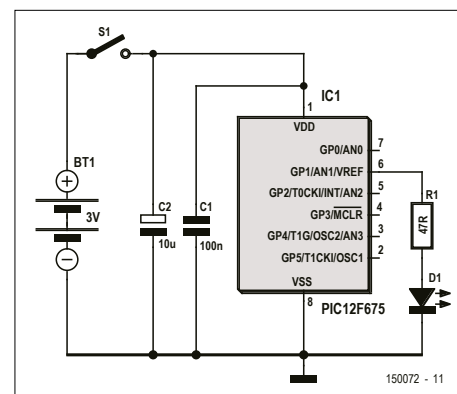 S1
IC1
1
VDD
BT1
3V
C2
10u
C1
100n
GP0/AN0
7
GP1/AN1/VREF
6
GP2/T0CKI/INT/AN2
5
GP3/MCLR
4
GP4/T1G/OSC2/AN3
3
GP5/T1CKI/OSC1
2
VSS
8
PIC12F675
R1
47R
D1
150072 - 11